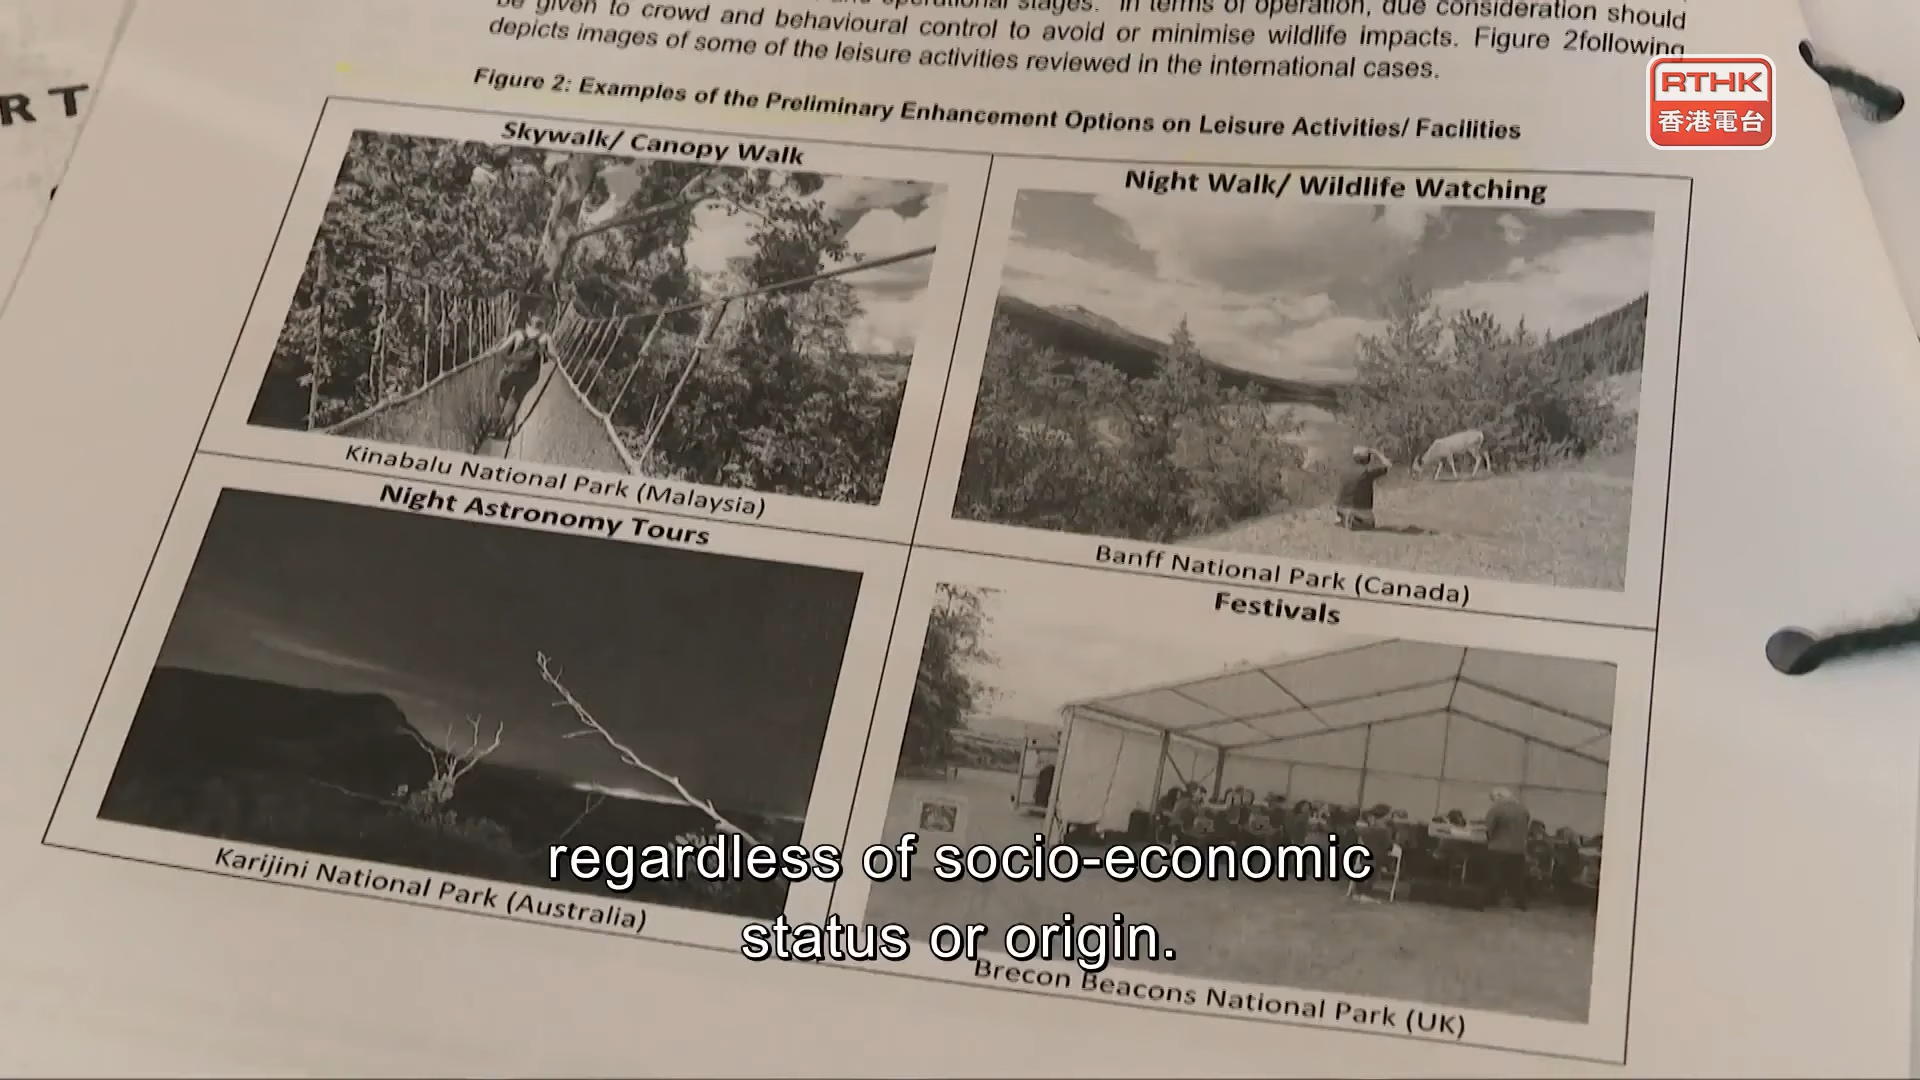 be given to crowd and behavioural control to avoid or minimise wildlife impacts. Figure 2following
depicts images of some of the leisure activities reviewed in the international cases.
Figure 2: Examples of the Preliminary Enhancement Options on Leisure Activities/ Facilities
RTHK
香港電台
RT
Skywalk/ Canopy Walk
Night Walk/ Wildlife Watching
Kinabalu National Park (Malaysia)
Banff National Park (Canada)
Night Astronomy Tours
Festivals
Karijini National Park (Australia)
Brecon Beacons National Park (UK)
regardless of socio-economic
status or origin.